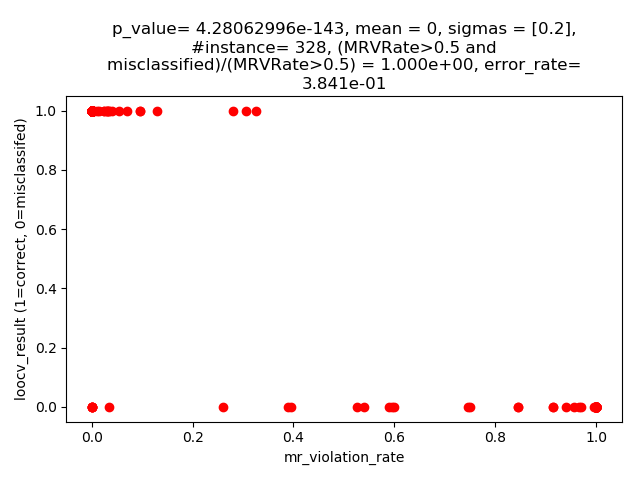 p_value= 4.28062996e-143, mean = 0, sigmas = [0.2],
#instance= 328, (MRVRate>0.5 and
misclassified)/(MRVRate>0.5) = 1.000e+00, error_rate=
3.841e-01
loocv_result (1=correct, 0=misclassifed)
1.0
0.8
0.6
0.4
0.2
0.0
0.0 0.2 0.4 0.6 0.8 1.0
mr_violation_rate